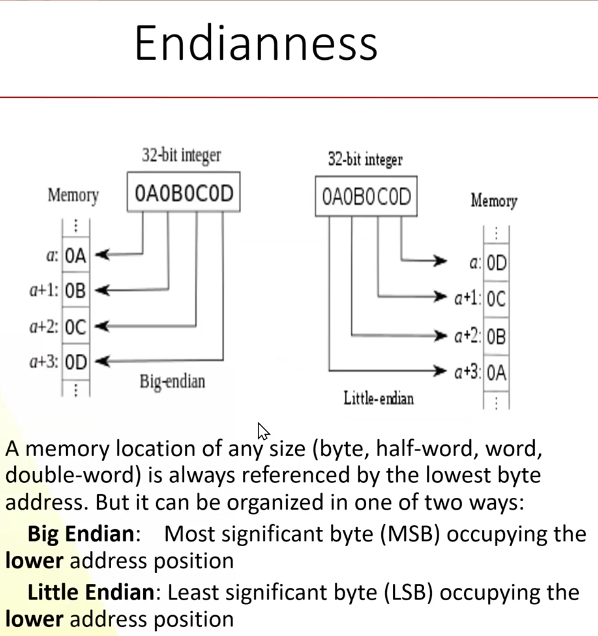 Endianness
32-bit integer
0A0B0C0D
Memory
⋮
a: 0A
a+1: 0B
a+2: 0C
a+3: 0D
⋮
Big-endian
32-bit integer
0A0B0C0D
Memory
⋮
a: 0D
a+1: 0C
a+2: 0B
a+3: 0A
⋮
Little-endian
A memory location of any size (byte, half-word, word,
double-word) is always referenced by the lowest byte
address. But it can be organized in one of two ways:
Big Endian: Most significant byte (MSB) occupying the
lower address position
Little Endian: Least significant byte (LSB) occupying the
lower address position